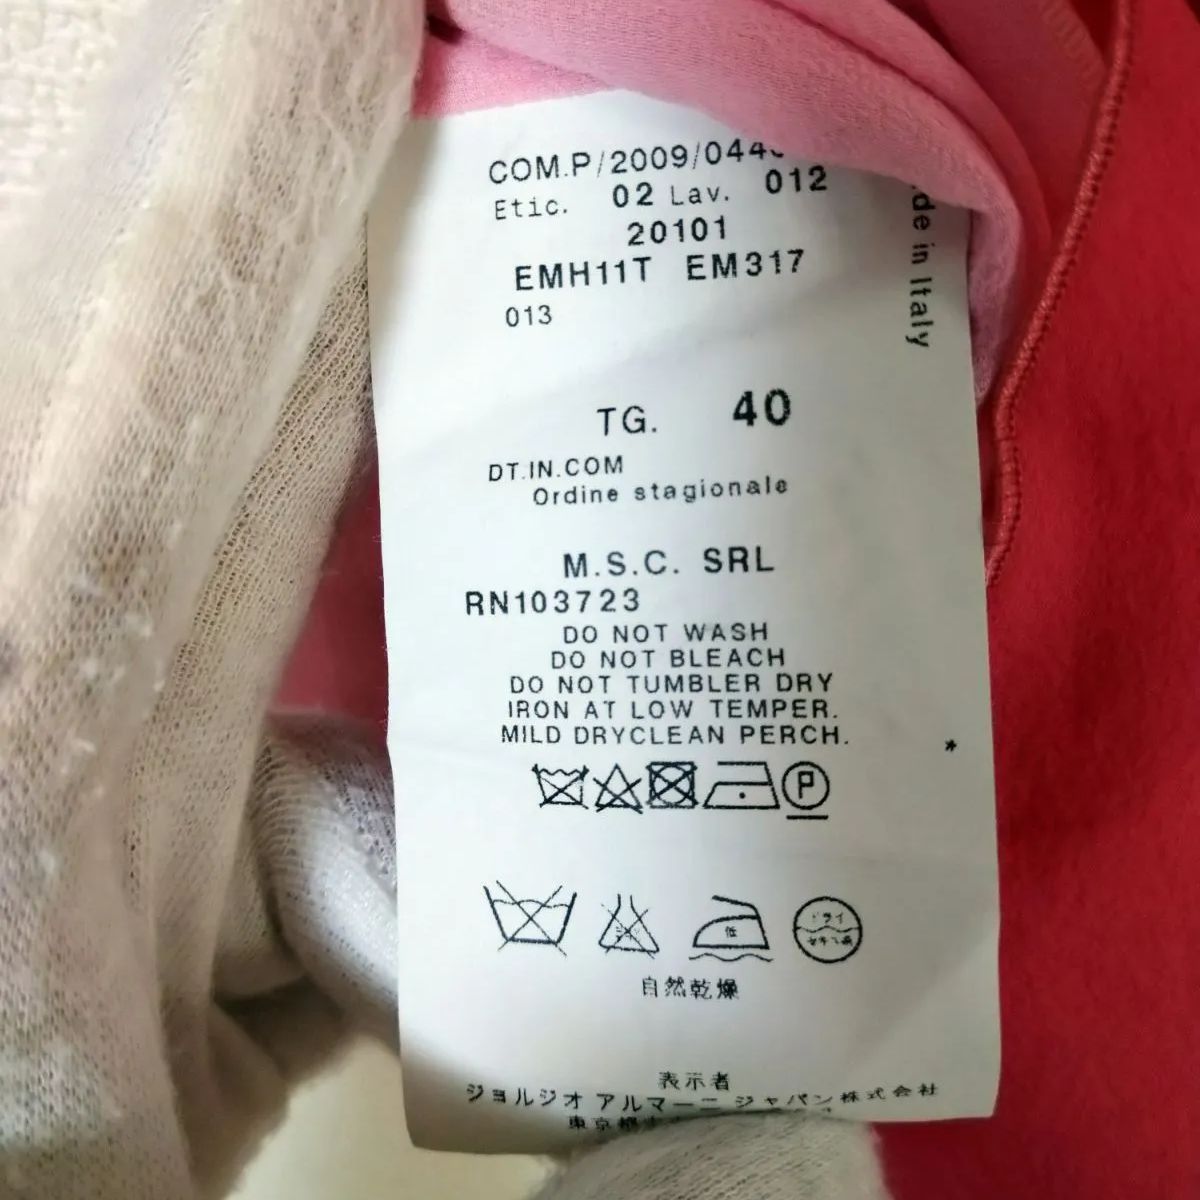 COM.P/2009/044
Etic. 02 Lav. 012
20101
EMH11T EM317
013
de in Italy
TG. 40
DT.IN.COM
Ordine stagionale
M.S.C. SRL
RN103723
DO NOT WASH
DO NOT BLEACH
DO NOT TUMBLER DRY
IRON AT LOW TEMPER.
MILD DRYCLEAN PERCH.
*
P
低
ドライ
自然乾燥
表示者
ジョルジオ アルマーニ ジャパン株式会社
東京都